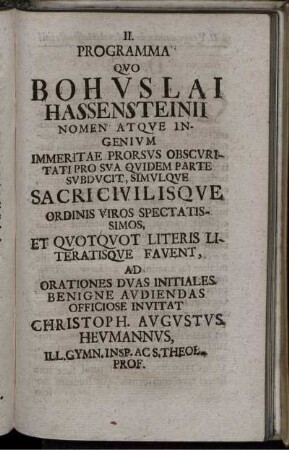 II.
PROGRAMMA
QVO
BOHVSLAI
HASSENSTEINII
NOMEN ATQVE IN-
GENIVM
IMMERITAE PRORSVS OBSCVRI-
TATI PRO SVA QVIDEM PARTE
SVBDVCIT, SIMVLQVE
SACRI CIVILISQVE
ORDINIS VIROS SPECTATIS-
SIMOS,
ET QVOTQVOT LITERIS LI-
TERATISQVE FAVENT,
AD
ORATIONES DVAS INITIALES
BENIGNE AVDIENDAS
OFFICIOSE INVITAT
CHRISTOPH. AVGVSTVS
HEVMANNVS,
ILL. GYMN. INSP. AC S. THEOL.
PROF.